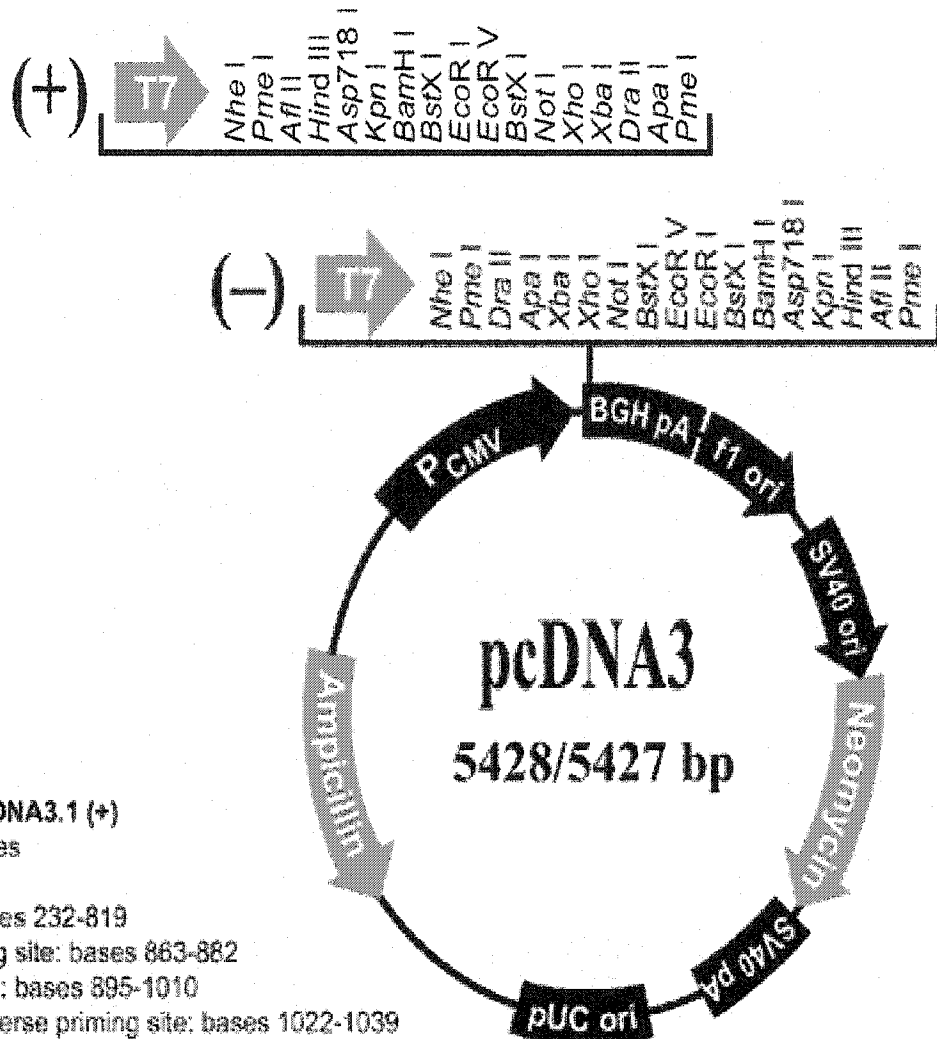 (+)
T7
Nhe I
Pme I
Afl II
Hind III
Asp718 I
Kpn I
BamH I
BstX I
EcoR I
EcoR V
BstX I
Not I
Xho I
Xba I
Dra II
Apa I
Pme I
(−)
T7
Nhe I
Pme I
Dra II
Apa I
Xba I
Xho I
Not I
BstX I
EcoR V
EcoR I
BstX I
BamH I
Asp718 I
Kpn I
Hind III
Afl II
Pme I
PCMV
BGH pA
f1 ori
SV40 ori
Neomycin
SV40 pA
pUC ori
Ampicillin
pcDNA3
5428/5427 bp
DNA3.1 (+)
es
es 232-819
g site: bases 863-882
: bases 895-1010
erse priming site: bases 1022-1039